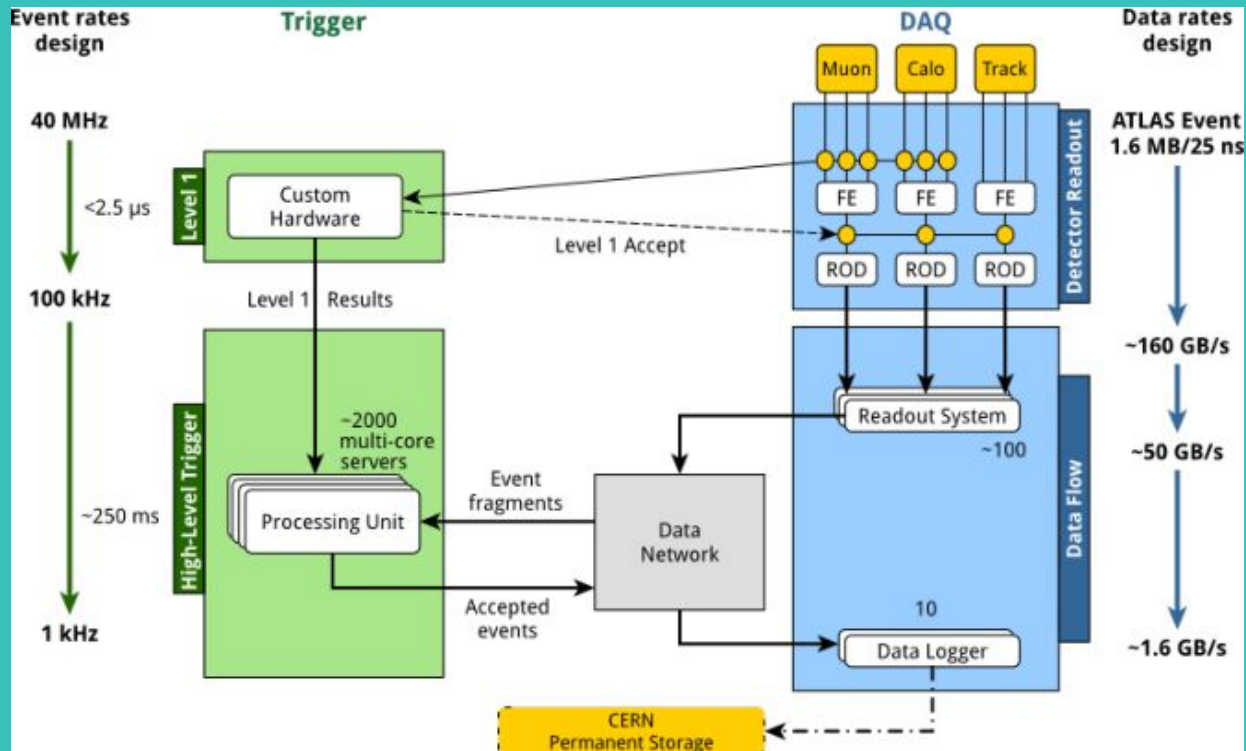 Event rates
design
Trigger
DAQ
Data rates
design
Muon
Calo
Track
40 MHz
ATLAS Event
1.6 MB/25 ns
Level 1
Custom
Hardware
<2.5 µs
FE
FE
FE
Detector Readout
Level 1 Accept
ROD
ROD
ROD
100 kHz
Level 1 Results
~160 GB/s
High-Level Trigger
~2000
multi-core
servers
Readout System
~100
~50 GB/s
Event
fragments
~250 ms
Processing Unit
Data
Network
Data Flow
Accepted
events
10
1 kHz
Data Logger
~1.6 GB/s
CERN
Permanent Storage